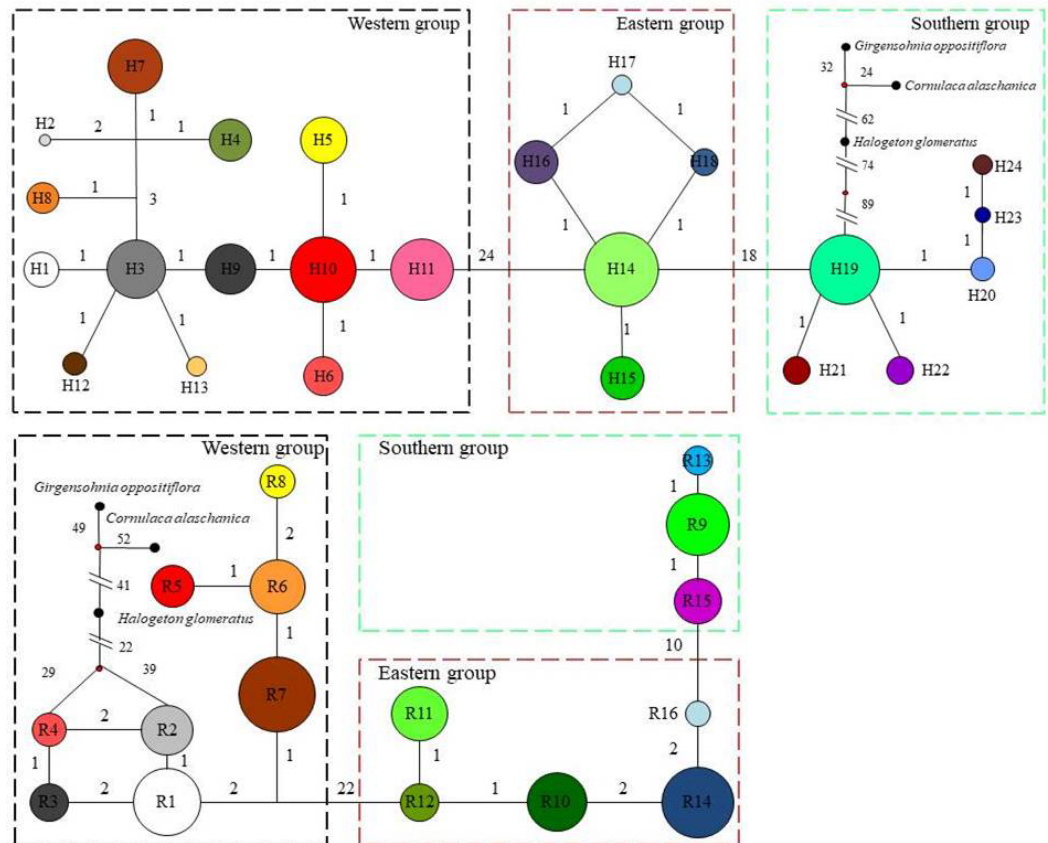 Western group
Eastern group
Southern group
H7
Girgensohnia oppositiflora
32
24
Cornulaca alaschanica
H17
H2
2
1
1
H4
H5
1
1
62
Halogeton glomeratus
H16
H18
H24
H8
1
3
1
74
1
H23
1
1
89
1
H1
1
H3
1
H9
1
H10
1
H11
24
H14
18
H19
1
H20
1
1
1
1
1
1
H12
H13
H6
H15
H21
H22
Western group
Southern group
Girgensohnia oppositiflora
R8
R13
Cornulaca alaschanica
49
52
2
1
R9
41
R5
1
R6
1
R15
Halogeton glomeratus
22
1
10
29
39
R7
Eastern group
R4
2
R2
R11
R16
1
1
1
1
2
R3
2
R1
2
22
R12
1
R10
2
R14